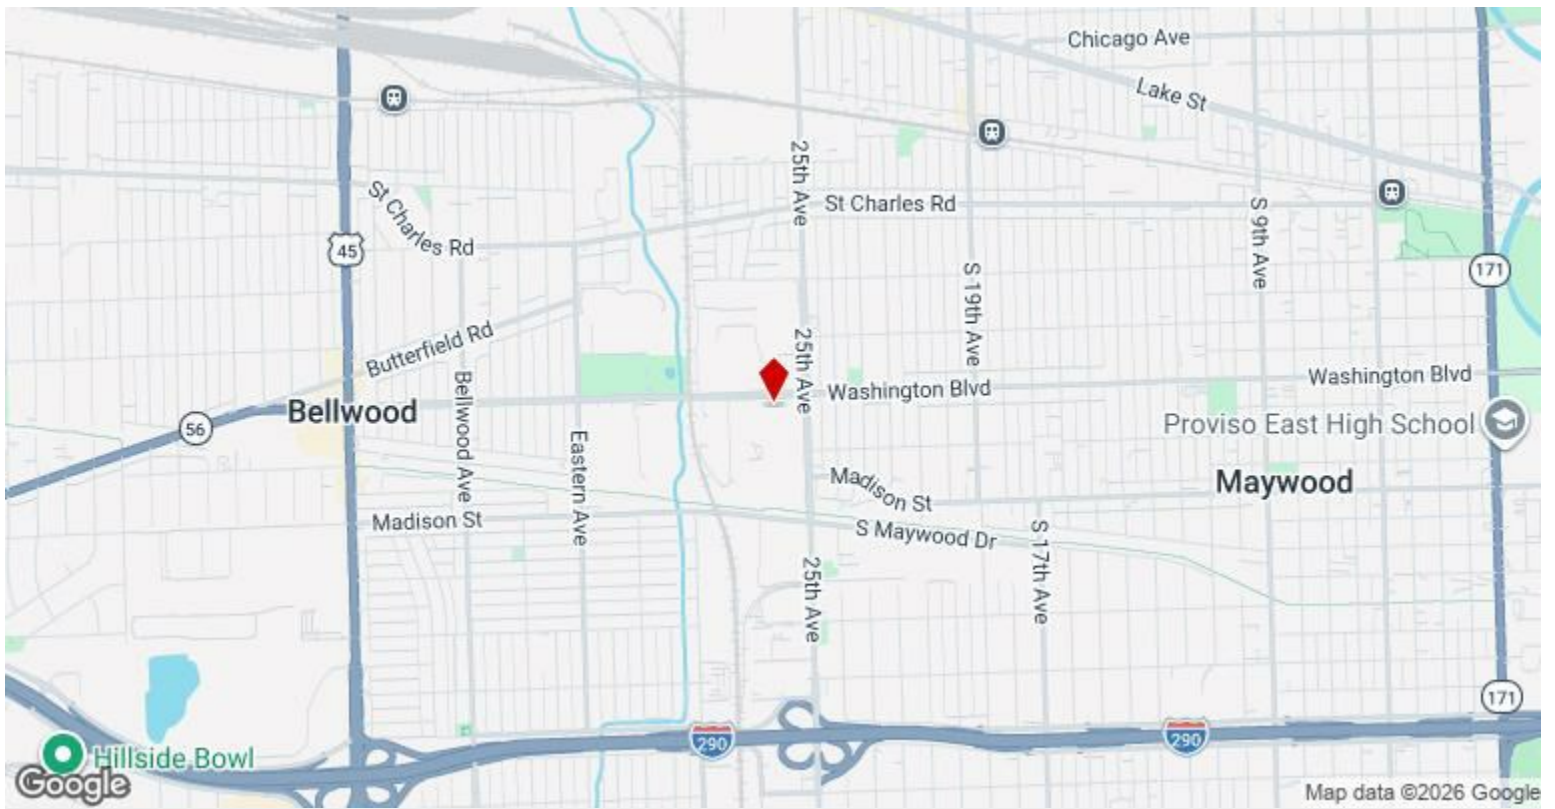 Chicago Ave
Lake St
25th Ave
St Charles Rd
St Charles Rd
S 9th Ave
45
171
S 19th Ave
25th Ave
Butterfield Rd
Bellwood Ave
Washington Blvd
Washington Blvd
Bellwood
56
Eastern Ave
Proviso East High School
Maywood
Madison St
Madison St
S Maywood Dr
S 17th Ave
25th Ave
171
290
290
Hillside Bowl
Google
Map data ©2026 Google